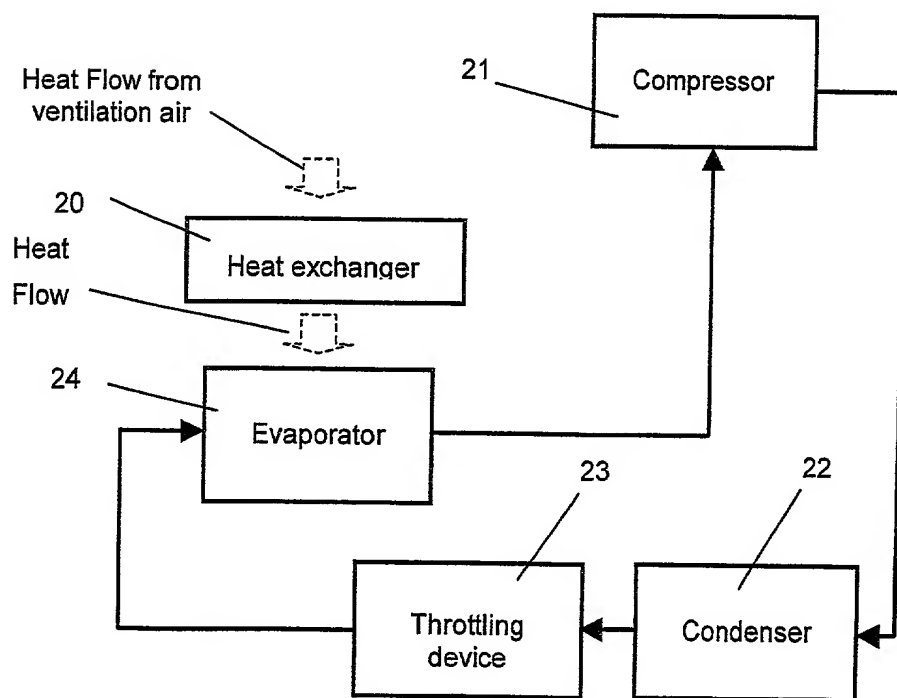 21
Compressor
Heat Flow from
ventilation air
20
Heat
Flow
Heat exchanger
24
Evaporator
23
22
Throttling
device
Condenser